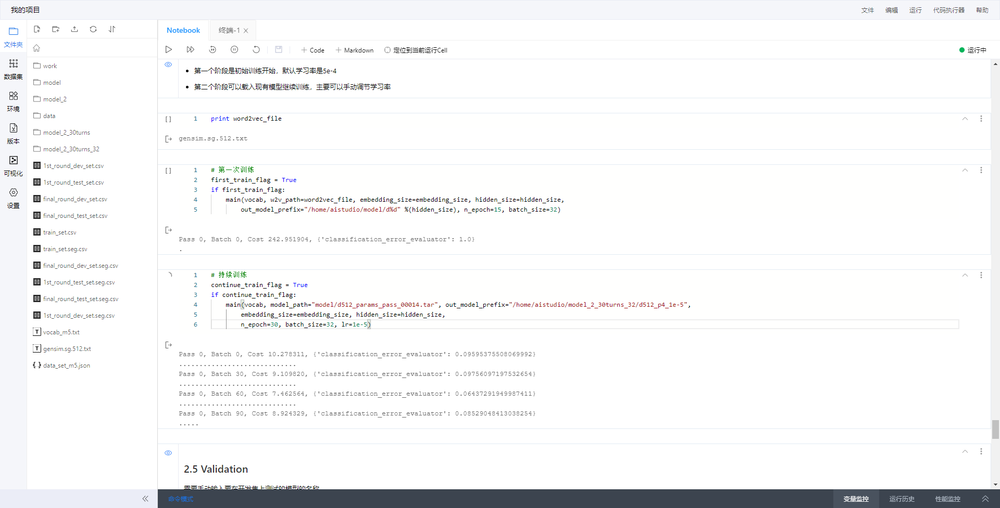 我的项目
文件 编辑 运行 代码执行器 帮助
文件夹
数据集
环境
版本
可视化
设置
work
model
model_2
data
model_2_30turns
model_2_30turns_32
1st_round_dev_set.csv
1st_round_test_set.csv
final_round_dev_set.csv
final_round_test_set.csv
train_set.csv
train_set.seg.csv
final_round_dev_set.seg.csv
1st_round_test_set.seg.csv
final_round_test_set.seg.csv
1st_round_dev_set.seg.csv
vocab_m5.txt
gensim.sg.512.txt
data_set_m5.json
Notebook 终端-1
Code Markdown 定位到当前运行Cell 运行中
• 第一个阶段是初始训练开始，默认学习率是5e-4
• 第二个阶段可以载入现有模型继续训练，主要可以手动调节学习率
[] 1 print word2vec_file
gensim.sg.512.txt
[] 1 # 第一次训练
2 first_train_flag = True
3 if first_train_flag:
4 main(vocab, w2v_path=word2vec_file, embedding_size=embedding_size, hidden_size=hidden_size,
5 out_model_prefix="/home/aistudio/model/d%d" %(hidden_size), n_epoch=15, batch_size=32)
Pass 0, Batch 0, Cost 242.951904, {'classification_error_evaluator': 1.0}
.
1 # 持续训练
2 continue_train_flag = True
3 if continue_train_flag:
4 main(vocab, model_path="model/d512_params_pass_00014.tar", out_model_prefix="/home/aistudio/model_2_30turns_32/d512_p4_1e-5",
5 embedding_size=embedding_size, hidden_size=hidden_size,
6 n_epoch=30, batch_size=32, lr=1e-5)
Pass 0, Batch 0, Cost 10.278311, {'classification_error_evaluator': 0.09595375508069992}
.............................
Pass 0, Batch 30, Cost 9.109820, {'classification_error_evaluator': 0.09756097197532654}
.............................
Pass 0, Batch 60, Cost 7.462564, {'classification_error_evaluator': 0.06437291949987411}
.............................
Pass 0, Batch 90, Cost 8.924329, {'classification_error_evaluator': 0.08529048413038254}
.....
2.5 Validation
需要手动输入要在开发集上测试的模型的名称
命令模式
变量监控 运行历史 性能监控